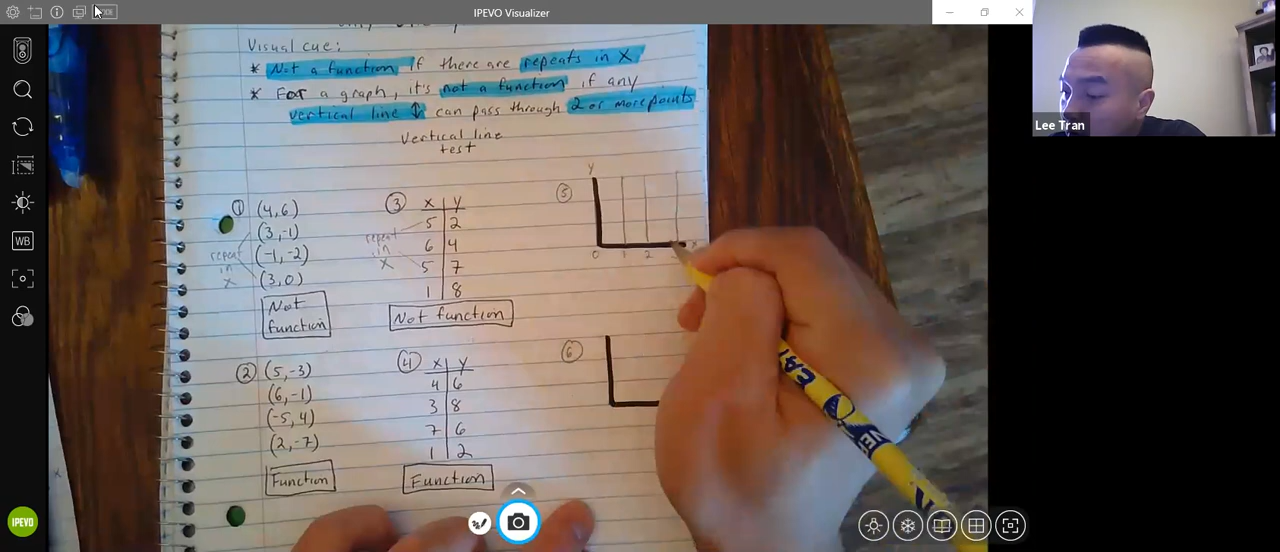 IPEVO Visualizer
Lee Tran
Visual cue:
* Not a function if there are repeats in X
* For a graph, it's not a function if any
vertical line ↕ can pass through 2 or more points
vertical line
test
①
(4,6)
(3,-1)
(-1,-2)
(3,0)
repeat
in
X
Not
function
②
(5,-3)
(6,-1)
(-5,4)
(2,-7)
Function
③
X Y
5 2
6 4
5 7
1 8
repeat
in
X
Not function
④
X Y
4 6
3 8
7 6
1 2
Function
⑤
Y
0 1 2
⑥
WB
IPEVO